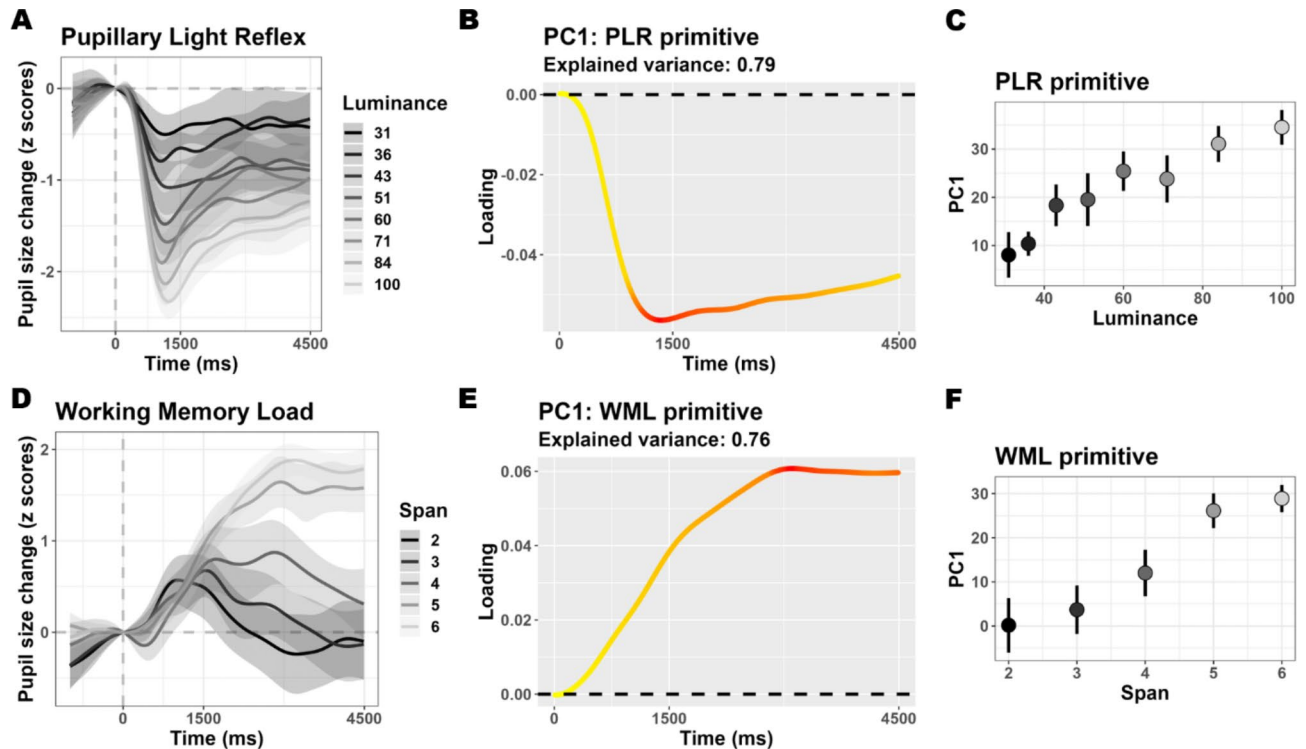 A
Pupillary Light Reflex
Pupil size change (z scores)
0
-1
-2
0
1500
4500
Time (ms)
Luminance
31
36
43
51
60
71
84
100
B
PC1: PLR primitive
Explained variance: 0.79
Loading
0.00
-0.02
-0.04
0
1500
4500
Time (ms)
C
PLR primitive
PC1
30
20
10
40
60
80
100
Luminance
D
Working Memory Load
Pupil size change (z scores)
2
1
0
0
1500
4500
Time (ms)
Span
2
3
4
5
6
E
PC1: WML primitive
Explained variance: 0.76
Loading
0.06
0.04
0.02
0.00
0
1500
4500
Time (ms)
F
WML primitive
PC1
30
20
10
0
2
3
4
5
6
Span